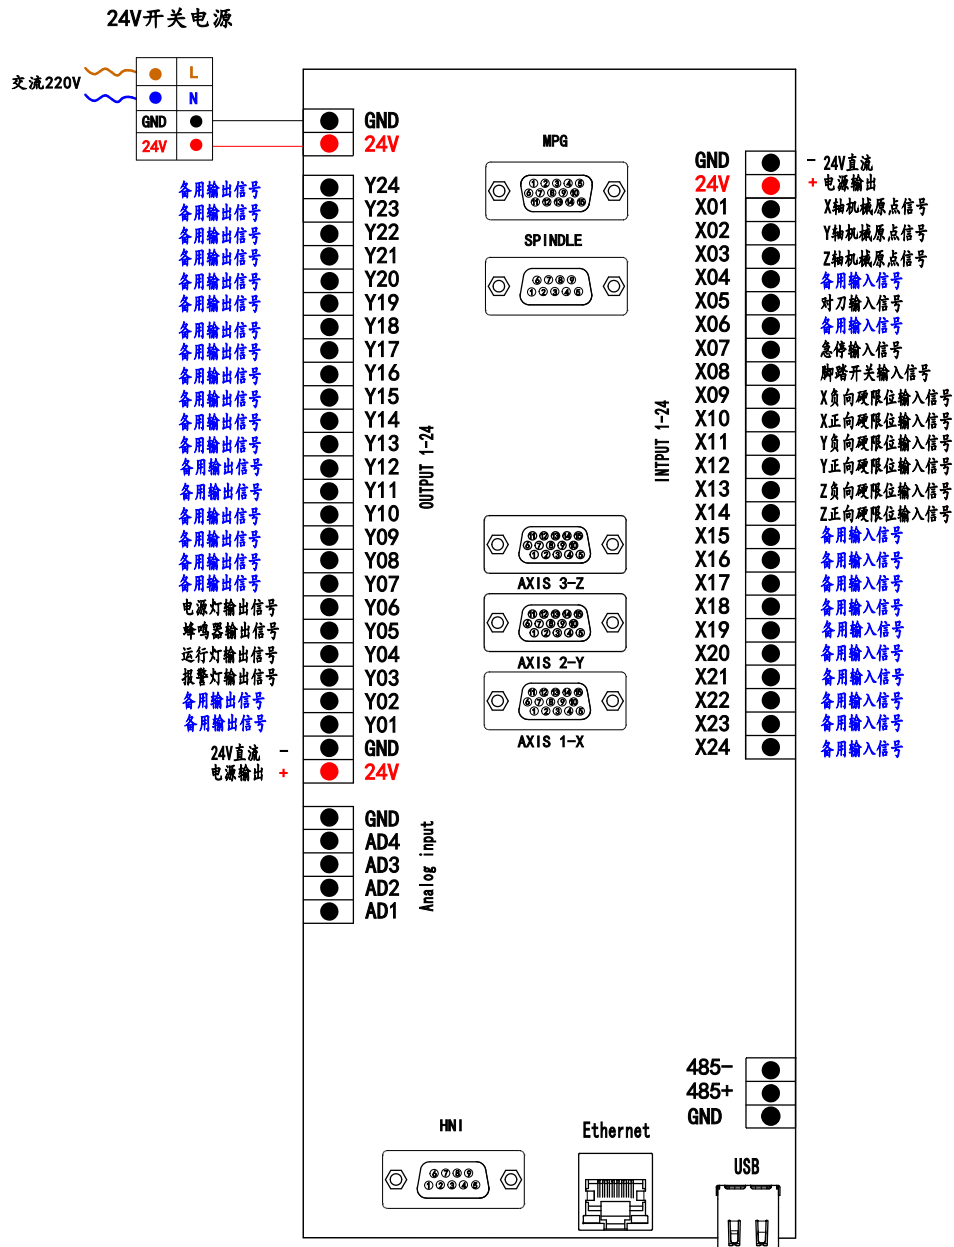 24V开关电源
交流220V
L
N
GND
24V
GND
24V
备用输出信号 Y24
备用输出信号 Y23
备用输出信号 Y22
备用输出信号 Y21
备用输出信号 Y20
备用输出信号 Y19
备用输出信号 Y18
备用输出信号 Y17
备用输出信号 Y16
备用输出信号 Y15
备用输出信号 Y14
备用输出信号 Y13
备用输出信号 Y12
备用输出信号 Y11
备用输出信号 Y10
备用输出信号 Y09
备用输出信号 Y08
备用输出信号 Y07
电源灯输出信号 Y06
蜂鸣器输出信号 Y05
运行灯输出信号 Y04
报警灯输出信号 Y03
备用输出信号 Y02
备用输出信号 Y01
24V直流 - GND
电源输出 + 24V
OUTPUT 1-24
GND
AD4
AD3
AD2
AD1
Analog input
MPG
①②③④⑤
⑥⑦⑧⑨⑩
⑪⑫⑬⑭⑮
SPINDLE
⑥⑦⑧⑨
①②③④⑤
⑪⑫⑬⑭⑮
⑥⑦⑧⑨⑩
①②③④⑤
AXIS 3-Z
⑪⑫⑬⑭⑮
⑥⑦⑧⑨⑩
①②③④⑤
AXIS 2-Y
⑪⑫⑬⑭⑮
⑥⑦⑧⑨⑩
①②③④⑤
AXIS 1-X
INTPUT 1-24
GND - 24V直流
24V + 电源输出
X01 X轴机械原点信号
X02 Y轴机械原点信号
X03 Z轴机械原点信号
X04 备用输入信号
X05 对刀输入信号
X06 备用输入信号
X07 急停输入信号
X08 脚踏开关输入信号
X09 X负向硬限位输入信号
X10 X正向硬限位输入信号
X11 Y负向硬限位输入信号
X12 Y正向硬限位输入信号
X13 Z负向硬限位输入信号
X14 Z正向硬限位输入信号
X15 备用输入信号
X16 备用输入信号
X17 备用输入信号
X18 备用输入信号
X19 备用输入信号
X20 备用输入信号
X21 备用输入信号
X22 备用输入信号
X23 备用输入信号
X24 备用输入信号
485-
485+
GND
HNI
⑥⑦⑧⑨
①②③④⑤
Ethernet
USB